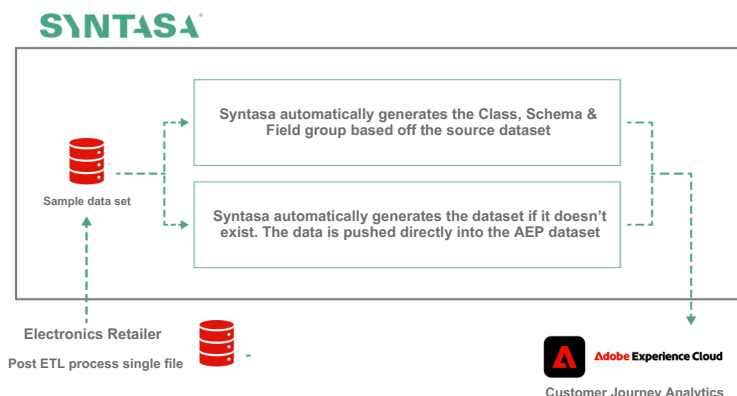 SYNTASA
Syntasa automatically generates the Class, Schema &
Field group based off the source dataset
Sample data set
Syntasa automatically generates the dataset if it doesn't
exist. The data is pushed directly into the AEP dataset
Electronics Retailer
Post ETL process single file
-
Adobe Experience Cloud
Customer Journey Analytics